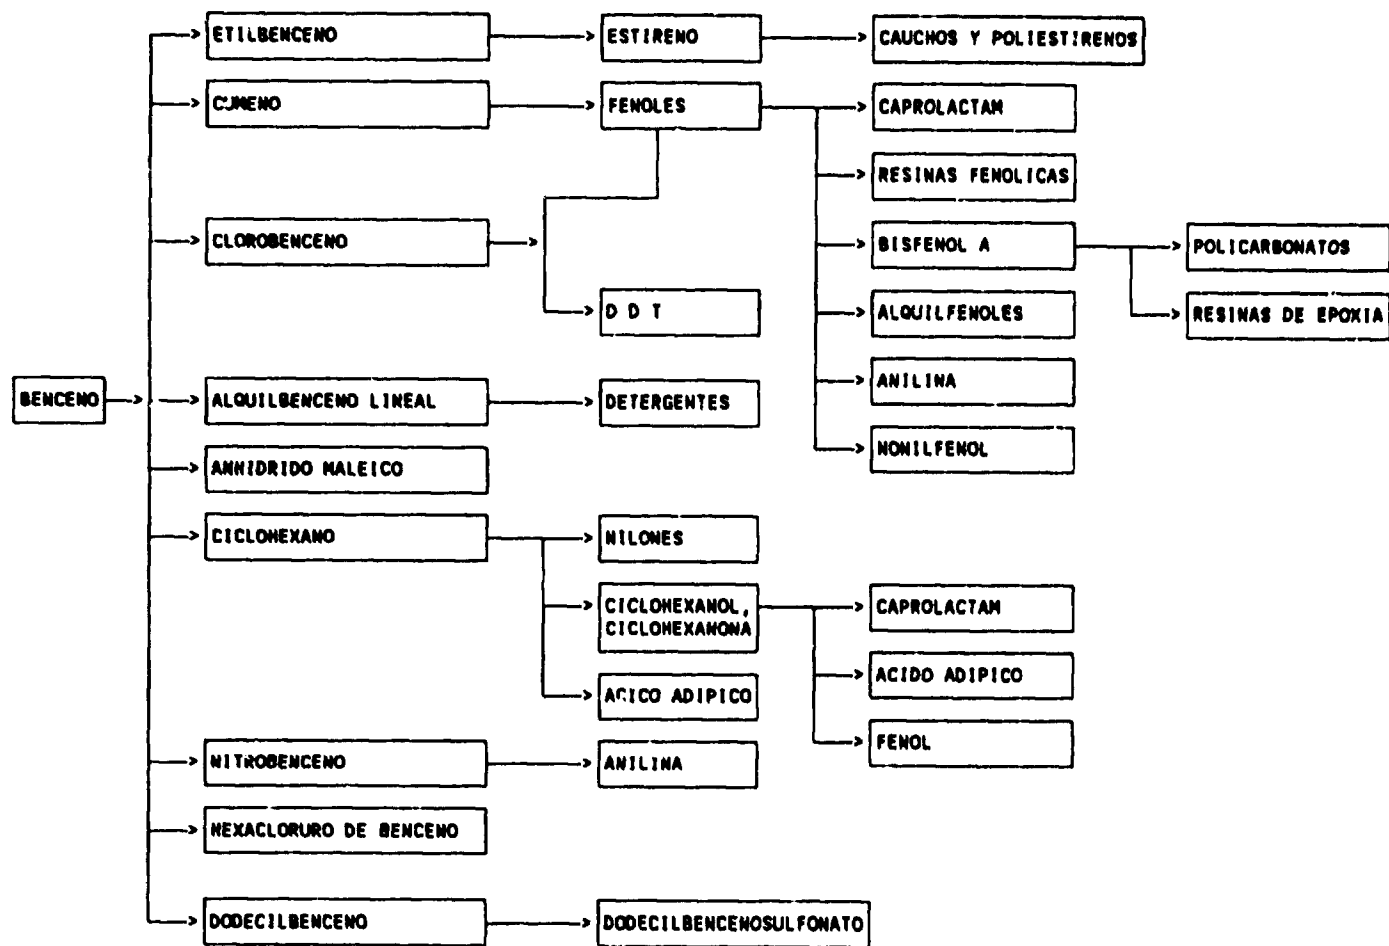 ETILBENCENO
ESTIRENO
CAUCHOS Y POLIESTIRENOS
CUMENO
FENOLES
CAPROLACTAM
RESINAS FENOLICAS
CLOROBENCENO
BISFENOL A
POLICARBONATOS
D D T
ALQUILFENOLES
RESINAS DE EPOXIA
BENCENO
ALQUILBENCENO LINEAL
DETERGENTES
ANILINA
NONILFENOL
ANHIDRIDO MALEICO
CICLOHEXANO
NILONES
CICLOHEXANOL,
CICLOHEXANONA
CAPROLACTAM
ACICO ADIPICO
ACIDO ADIPICO
FENOL
NITROBENCENO
ANILINA
HEXACLORURO DE BENCENO
DODECILBENCENO
DODECILBENCENOSULFONATO